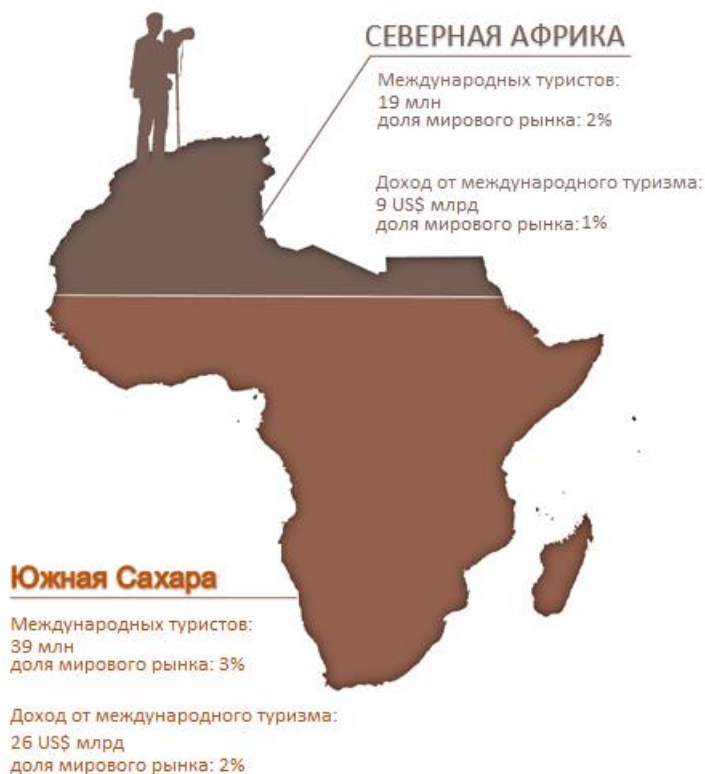 СЕВЕРНАЯ АФРИКА
Международных туристов:
19 млн
доля мирового рынка: 2%
Доход от международного туризма:
9 US$ млрд
доля мирового рынка:1%
Южная Сахара
Международных туристов:
39 млн
доля мирового рынка: 3%
Доход от международного туризма:
26 US$ млрд
доля мирового рынка: 2%